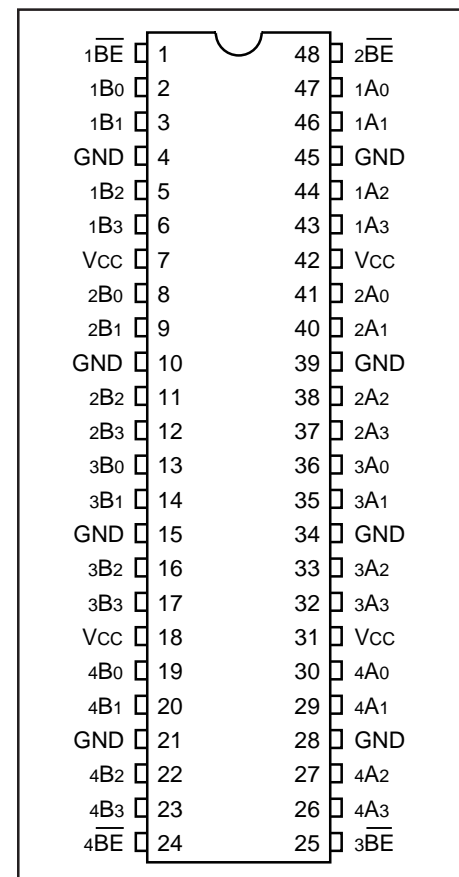 1B̅E̅ 1 48 2B̅E̅
1B0 2 47 1A0
1B1 3 46 1A1
GND 4 45 GND
1B2 5 44 1A2
1B3 6 43 1A3
VCC 7 42 VCC
2B0 8 41 2A0
2B1 9 40 2A1
GND 10 39 GND
2B2 11 38 2A2
2B3 12 37 2A3
3B0 13 36 3A0
3B1 14 35 3A1
GND 15 34 GND
3B2 16 33 3A2
3B3 17 32 3A3
VCC 18 31 VCC
4B0 19 30 4A0
4B1 20 29 4A1
GND 21 28 GND
4B2 22 27 4A2
4B3 23 26 4A3
4B̅E̅ 24 25 3B̅E̅